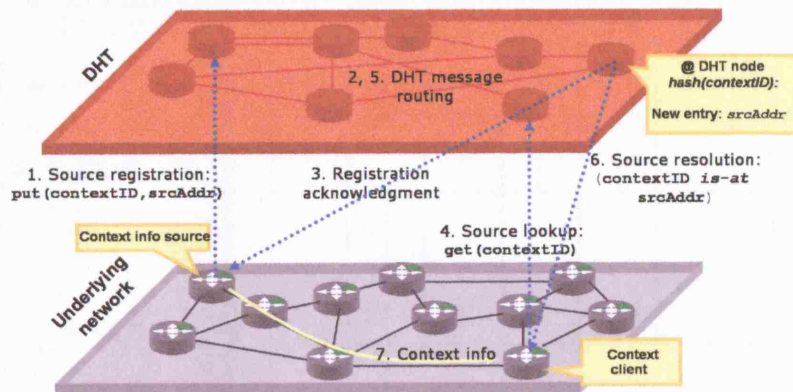 DHT
2, 5. DHT message
routing
@ DHT node
hash(contextID):
New entry: srcAddr
1. Source registration:
put(contextID,srcAddr)
3. Registration
acknowledgment
6. Source resolution:
(contextID is-at
srcAddr)
4. Source lookup:
get(contextID)
Context info source
Underlying
network
7. Context info
Context
client